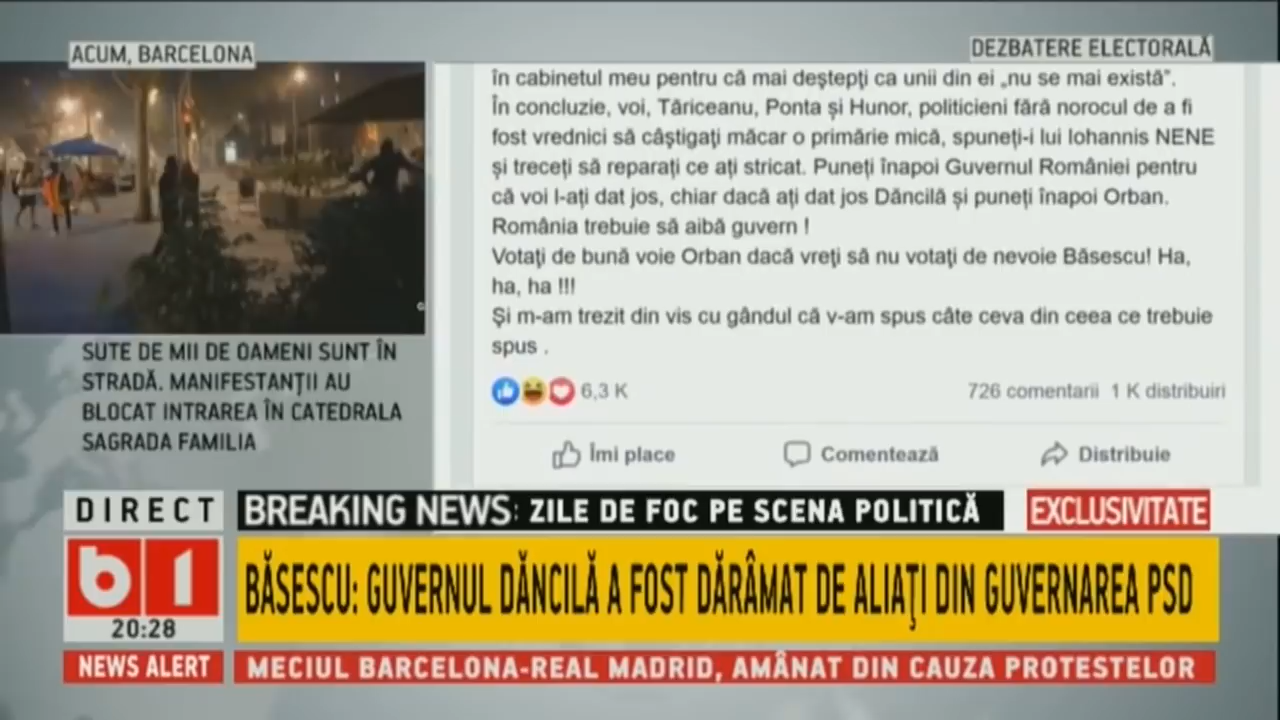 ACUM, BARCELONA
DEZBATERE ELECTORALĂ
în cabinetul meu pentru că mai deștepți ca unii din ei „nu se mai există”.
În concluzie, voi, Tăriceanu, Ponta și Hunor, politicieni fără norocul de a fi
fost vrednici să câștigați măcar o primărie mică, spuneți-i lui Iohannis NENE
și treceți să reparați ce ați stricat. Puneți înapoi Guvernul României pentru
că voi l-ați dat jos, chiar dacă ați dat jos Dăncilă și puneți înapoi Orban.
România trebuie să aibă guvern !
Votați de bună voie Orban dacă vreți să nu votați de nevoie Băsescu! Ha,
ha, ha !!!
Și m-am trezit din vis cu gândul că v-am spus câte ceva din ceea ce trebuie
spus .
6,3 K
726 comentarii 1 K distribuiri
Îmi place
Comentează
Distribuie
SUTE DE MII DE OAMENI SUNT ÎN
STRADĂ. MANIFESTANȚII AU
BLOCAT INTRAREA ÎN CATEDRALA
SAGRADA FAMILIA
DIRECT
BREAKING NEWS: ZILE DE FOC PE SCENA POLITICĂ
EXCLUSIVITATE
b1
BĂSESCU: GUVERNUL DĂNCILĂ A FOST DĂRÂMAT DE ALIAŢI DIN GUVERNAREA PSD
20:28
NEWS ALERT
MECIUL BARCELONA-REAL MADRID, AMÂNAT DIN CAUZA PROTESTELOR